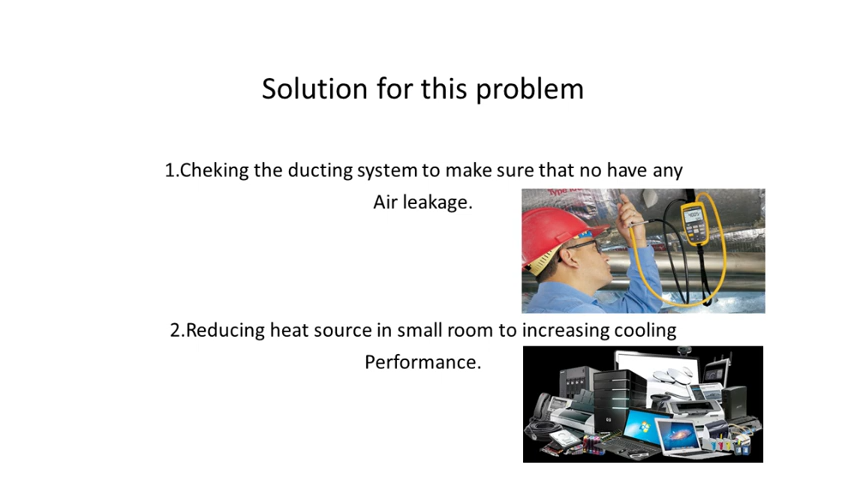 Solution for this problem
1.Cheking the ducting system to make sure that no have any
Air leakage.
2.Reducing heat source in small room to increasing cooling
Performance.